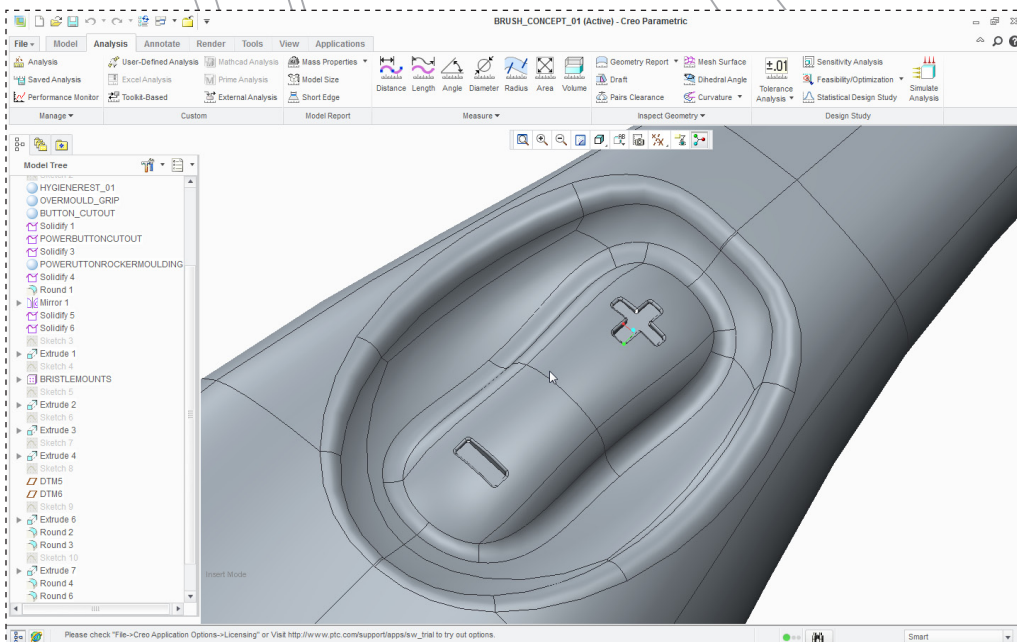 BRUSH_CONCEPT_01 (Active) - Creo Parametric
File Model Analysis Annotate Render Tools View Applications
Analysis User-Defined Analysis Mathcad Analysis Mass Properties Geometry Report Mesh Surface Sensitivity Analysis
Saved Analysis Excel Analysis Prime Analysis Model Size Draft Dihedral Angle Feasibility/Optimization
Performance Monitor Toolkit-Based External Analysis Short Edge Pairs Clearance Curvature Statistical Design Study
Distance Length Angle Diameter Radius Area Volume
±.01
Tolerance Analysis
Simulate Analysis
Manage Custom Model Report Measure Inspect Geometry Design Study
Model Tree
Sketch 2
HYGIENEREST_01
OVERMOULD_GRIP
BUTTON_CUTOUT
Solidify 1
POWERBUTTONCUTOUT
Solidify 3
POWERUTTONROCKERMOULDING
Solidify 4
Round 1
Mirror 1
Solidify 5
Solidify 6
Sketch 3
Extrude 1
Sketch 4
BRISTLEMOUNTS
Sketch 5
Extrude 2
Sketch 6
Extrude 3
Sketch 7
Extrude 4
Sketch 8
DTM5
DTM6
Sketch 9
Extrude 6
Round 2
Round 3
Sketch 10
Extrude 7
Round 4
Round 6
Insert Mode
Please check "File->Creo Application Options->Licensing" or Visit http://www.ptc.com/support/apps/sw_trial to try out options.
Smart